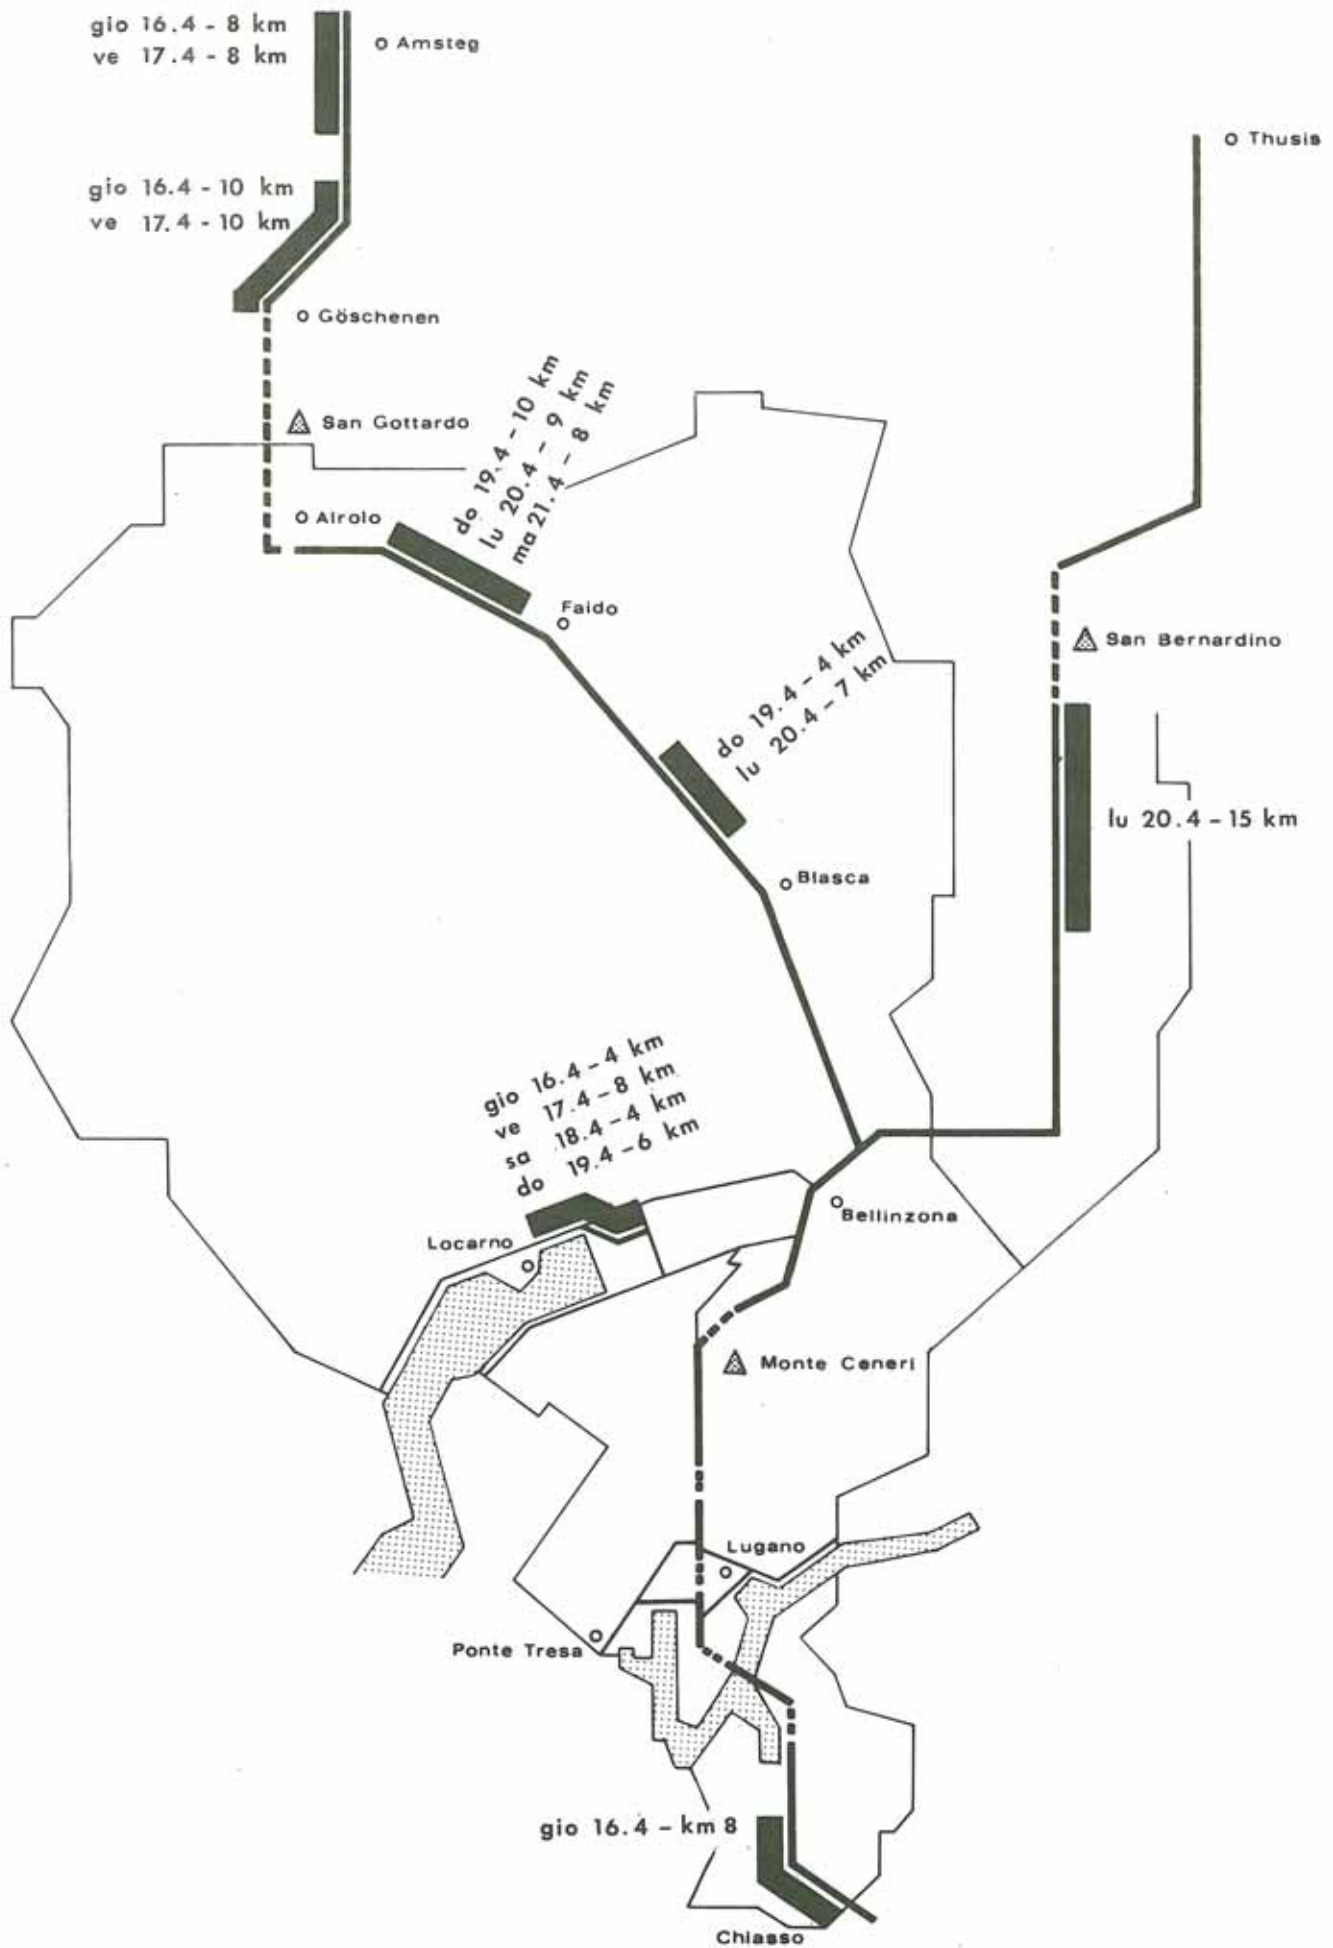 gio 16.4 - 8 km
ve 17.4 - 8 km
Amsteg
Thusis
gio 16.4 - 10 km
ve 17.4 - 10 km
Göschenen
San Gottardo
do 19.4 - 10 km
lu 20.4 - 9 km
ma 21.4 - 8 km
Airolo
Faido
San Bernardino
do 19.4 - 4 km
lu 20.4 - 7 km
lu 20.4 - 15 km
Biasca
gio 16.4 - 4 km
ve 17.4 - 8 km
sa 18.4 - 4 km
do 19.4 - 6 km
Bellinzona
Locarno
Monte Ceneri
Lugano
Ponte Tresa
gio 16.4 - km 8
Chiasso